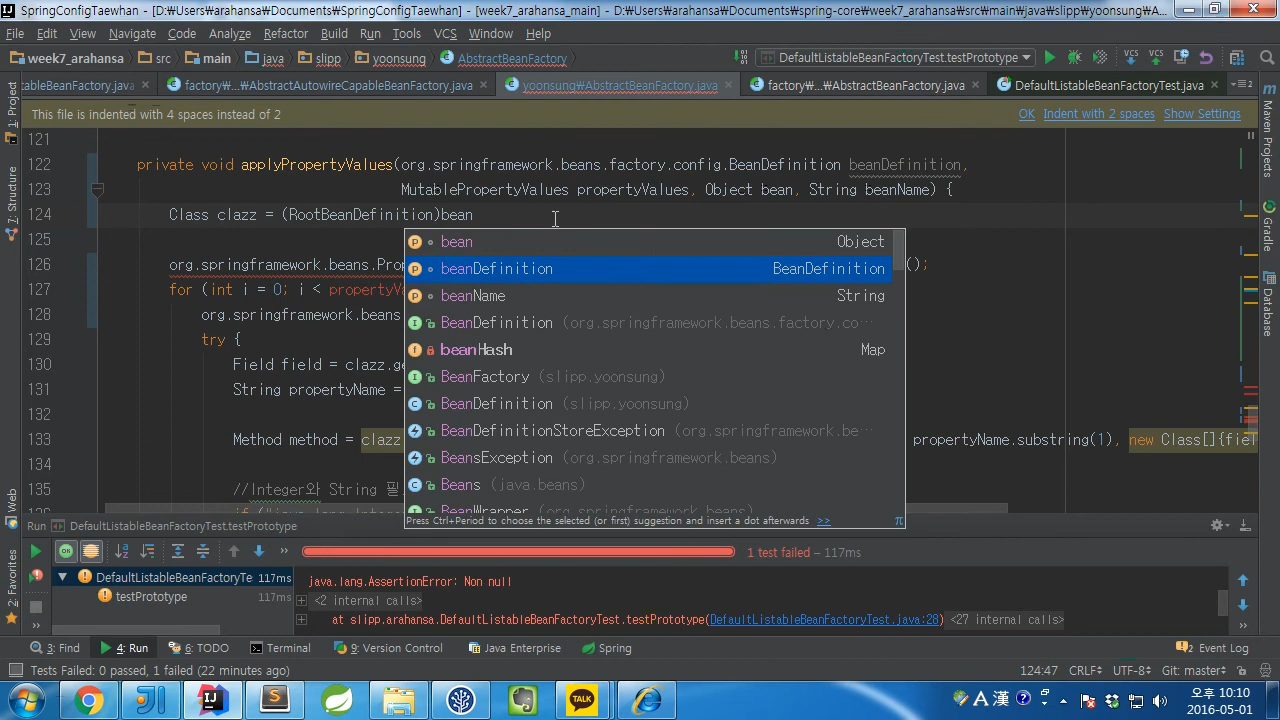 SpringConfigTaewhan - [D:\Users\arahansa\Documents\SpringConfigTaewhan] - [week7_arahansa_main] - D:\Users\arahansa\Documents\spring-core\week7_arahansa\src\main\java\slipp\yoonsung\A...
File Edit View Navigate Code Analyze Refactor Build Run Tools VCS Window Help
week7_arahansa src main java slipp yoonsung AbstractBeanFactory DefaultListableBeanFactoryTest.testPrototype
tableBeanFactory.java factory\...\AbstractAutowireCapableBeanFactory.java yoonsung\AbstractBeanFactory.java factory\...\AbstractBeanFactory.java DefaultListableBeanFactoryTest.java
This file is indented with 4 spaces instead of 2 OK Indent with 2 spaces Show Settings
121
122 private void applyPropertyValues(org.springframework.beans.factory.config.BeanDefinition beanDefinition,
123 MutablePropertyValues propertyValues, Object bean, String beanName) {
124 Class clazz = (RootBeanDefinition)bean
125
126 org.springframework.beans.Prop ();
127 for (int i = 0; i < propertyVa
128 org.springframework.beans
129 try {
130 Field field = clazz.ge
131 String propertyName =
132
133 Method method = clazz propertyName.substring(1), new Class[]{fiel
134
135 //Integer와 String 필
bean Object
beanDefinition BeanDefinition
beanName String
BeanDefinition (org.springframework.beans.factory.co…
beanHash Map
BeanFactory (slipp.yoonsung)
BeanDefinition (slipp.yoonsung)
BeanDefinitionStoreException (org.springframework.be…
BeansException (org.springframework.beans)
Beans (java.beans)
BeanWrapper (org.springframework.beans)
Press Ctrl+Period to choose the selected (or first) suggestion and insert a dot afterwards >> π
Run DefaultListableBeanFactoryTest.testPrototype
1 test failed – 117ms
DefaultListableBeanFactoryTe 117ms
testPrototype 117ms
java.lang.AssertionError: Non null
<2 internal calls>
at slipp.arahansa.DefaultListableBeanFactoryTest.testPrototype(DefaultListableBeanFactoryTest.java:28) <27 internal calls>
3: Find 4: Run 6: TODO Terminal 9: Version Control Java Enterprise Spring 2 Event Log
Tests Failed: 0 passed, 1 failed (22 minutes ago) 124:47 CRLF UTF-8 Git: master
1: Project
7: Structure
Web
2: Favorites
Maven Projects
Gradle
Database
TALK A 漢 오후 10:10
2016-05-01